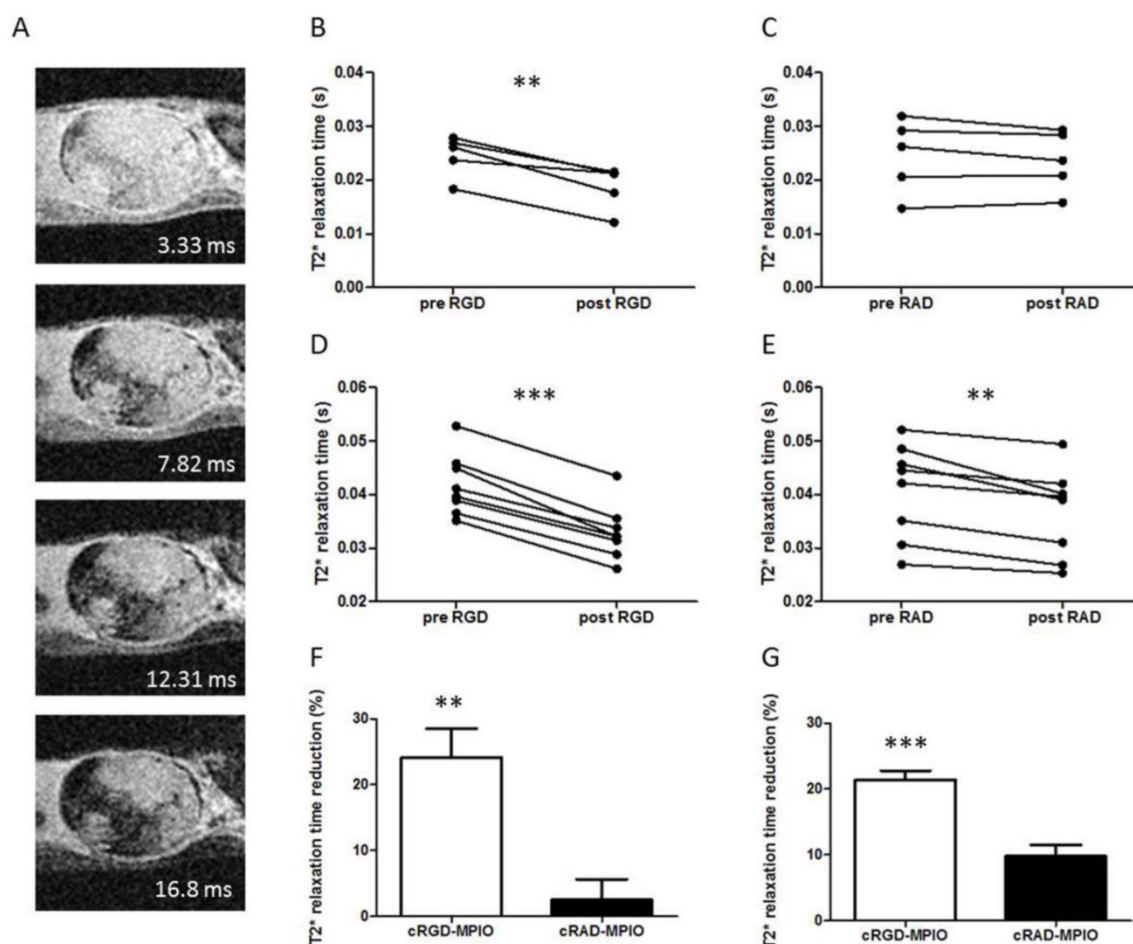 A
3.33 ms
7.82 ms
12.31 ms
16.8 ms
B
T2* relaxation time (s)
0.04
**
0.03
0.02
0.01
0.00
pre RGD post RGD
C
T2* relaxation time (s)
0.04
0.03
0.02
0.01
0.00
pre RAD post RAD
D
T2* relaxation time (s)
0.06
***
0.05
0.04
0.03
0.02
pre RGD post RGD
E
T2* relaxation time (s)
0.06
**
0.05
0.04
0.03
0.02
pre RAD post RAD
F
T2* relaxation time reduction (%)
30
**
20
10
0
cRGD-MPIO cRAD-MPIO
G
T2* relaxation time reduction (%)
30
***
20
10
0
cRGD-MPIO cRAD-MPIO